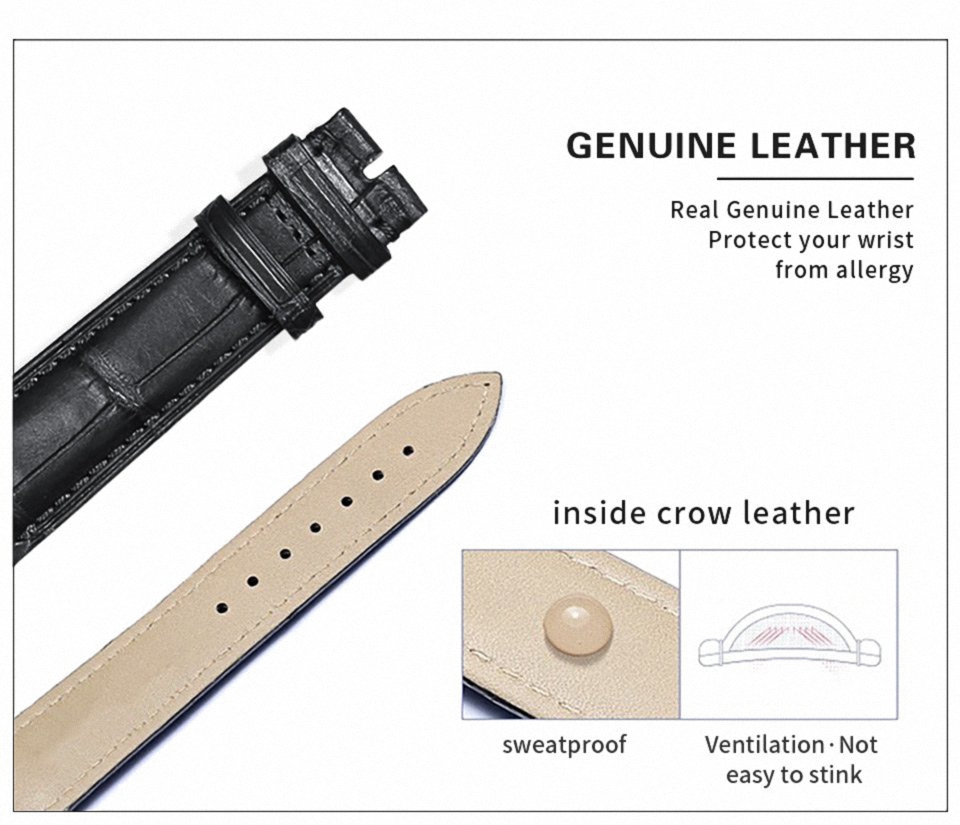 GENUINE LEATHER
Real Genuine Leather
Protect your wrist
from allergy
inside crow leather
sweatproof
Ventilation·Not
easy to stink